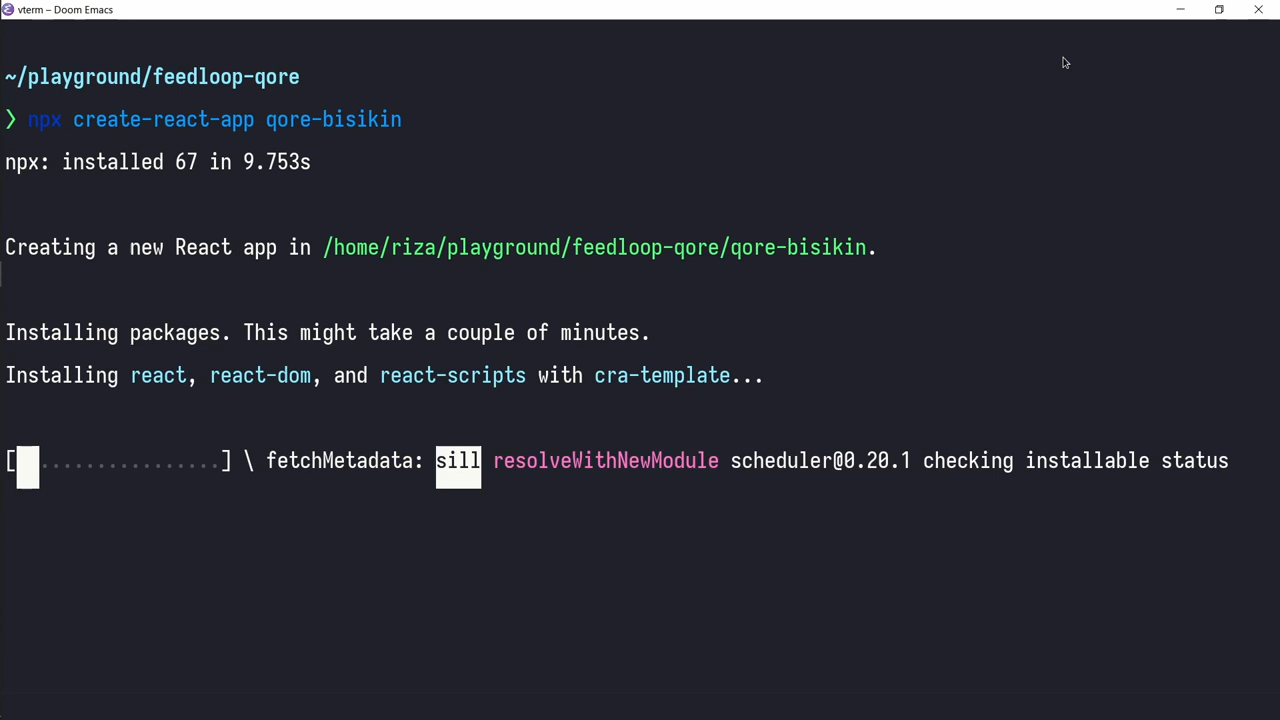 vterm – Doom Emacs
~/playground/feedloop-qore
❯ npx create-react-app qore-bisikin
npx: installed 67 in 9.753s
Creating a new React app in /home/riza/playground/feedloop-qore/qore-bisikin.
Installing packages. This might take a couple of minutes.
Installing react, react-dom, and react-scripts with cra-template...
[  ................] \ fetchMetadata: sill resolveWithNewModule scheduler@0.20.1 checking installable status